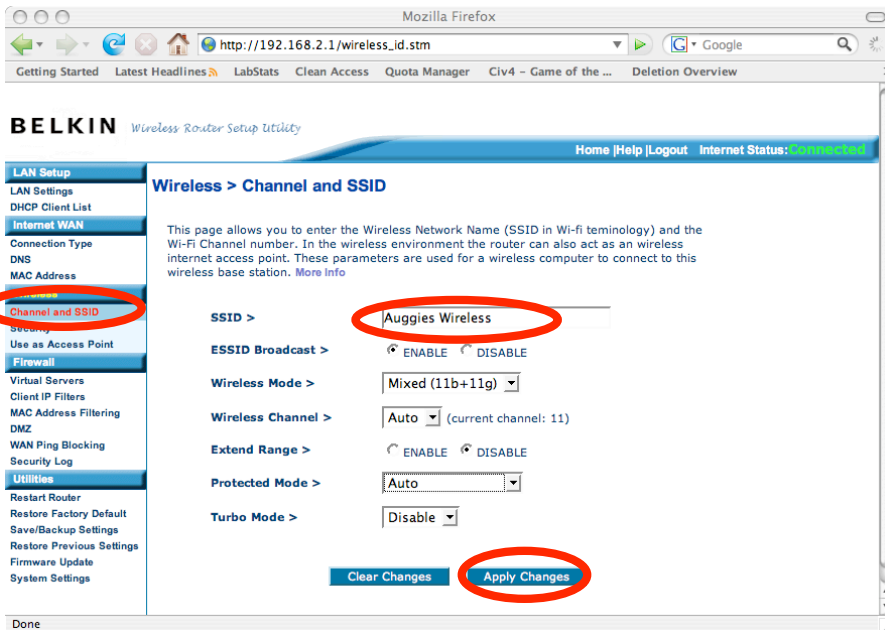 Mozilla Firefox
http://192.168.2.1/wireless_id.stm
G Google
Getting Started Latest Headlines LabStats Clean Access Quota Manager Civ4 - Game of the ... Deletion Overview
BELKIN Wireless Router Setup Utility
Home |Help |Logout Internet Status:Connected
LAN Setup
LAN Settings
DHCP Client List
Internet WAN
Connection Type
DNS
MAC Address
Wireless
Channel and SSID
Security
Use as Access Point
Firewall
Virtual Servers
Client IP Filters
MAC Address Filtering
DMZ
WAN Ping Blocking
Security Log
Utilities
Restart Router
Restore Factory Default
Save/Backup Settings
Restore Previous Settings
Firmware Update
System Settings
Wireless > Channel and SSID
This page allows you to enter the Wireless Network Name (SSID in Wi-fi teminology) and the
Wi-Fi Channel number. In the wireless environment the router can also act as an wireless
internet access point. These parameters are used for a wireless computer to connect to this
wireless base station. More Info
SSID > Auggies Wireless
ESSID Broadcast > ENABLE DISABLE
Wireless Mode > Mixed (11b+11g)
Wireless Channel > Auto (current channel: 11)
Extend Range > ENABLE DISABLE
Protected Mode > Auto
Turbo Mode > Disable
Clear Changes Apply Changes
Done